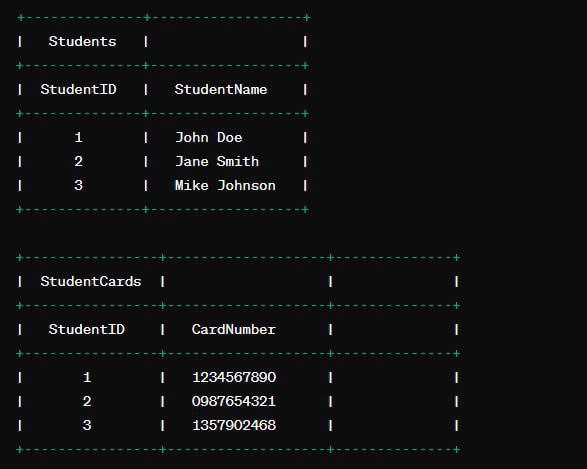 Students
StudentID StudentName
1 John Doe
2 Jane Smith
3 Mike Johnson
StudentCards
StudentID CardNumber
1 1234567890
2 0987654321
3 1357902468